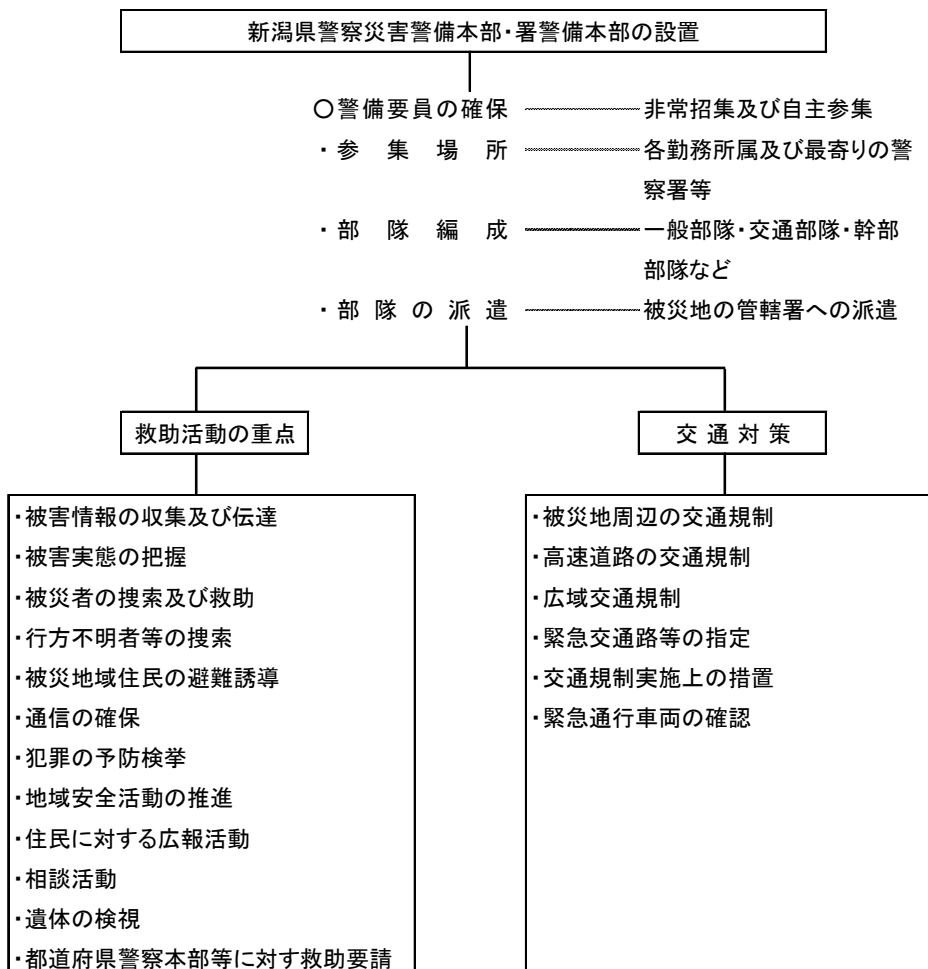 新潟県警察災害警備本部・署警備本部の設置
〇警備要員の確保 非常招集及び自主参集
・参集場所 各勤務所属及び最寄りの警
察署等
・部隊編成 一般部隊・交通部隊・幹部
部隊など
・部隊の派遣 被災地の管轄署への派遣
救助活動の重点
・被害情報の収集及び伝達
・被害実態の把握
・被災者の捜索及び救助
・行方不明者等の捜索
・被災地域住民の避難誘導
・通信の確保
・犯罪の予防検挙
・地域安全活動の推進
・住民に対する広報活動
・相談活動
・遺体の検視
・都道府県警察本部等に対す救助要請
交通対策
・被災地周辺の交通規制
・高速道路の交通規制
・広域交通規制
・緊急交通路等の指定
・交通規制実施上の措置
・緊急通行車両の確認